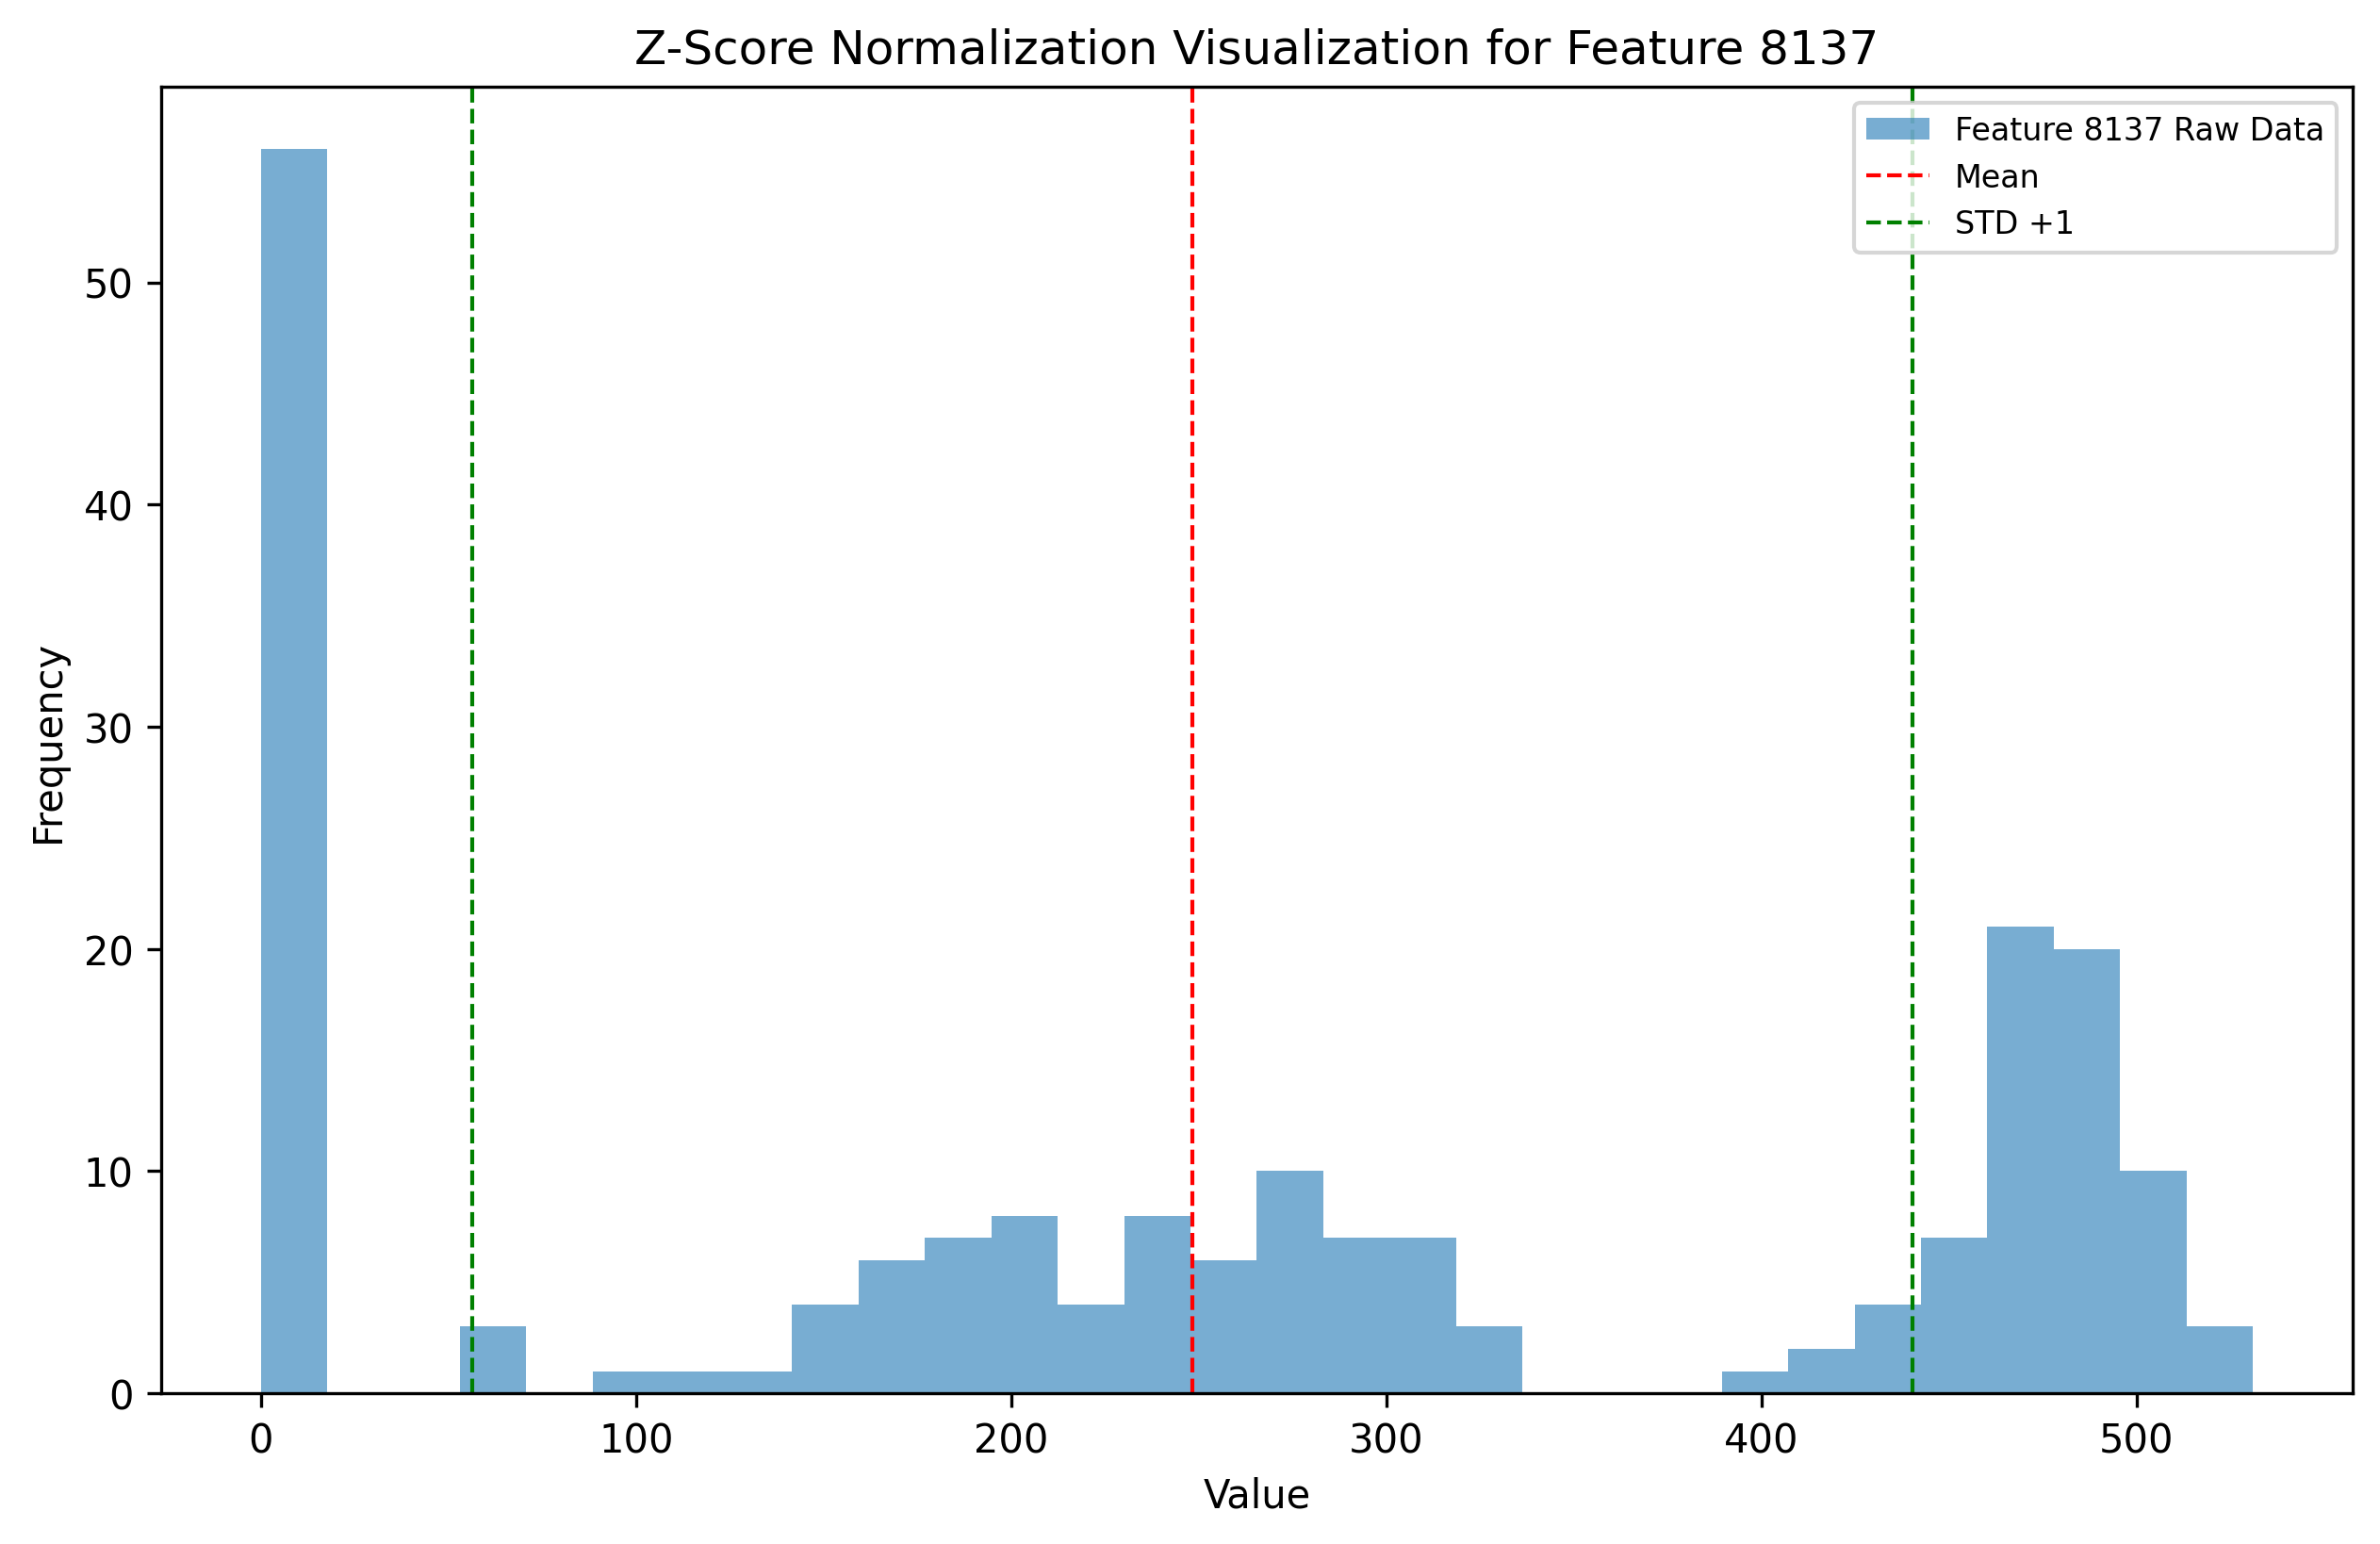 Z-Score Normalization Visualization for Feature 8137
Feature 8137 Raw Data
Mean
STD +1
50
40
30
20
10
0
Frequency
0 100 200 300 400 500
Value